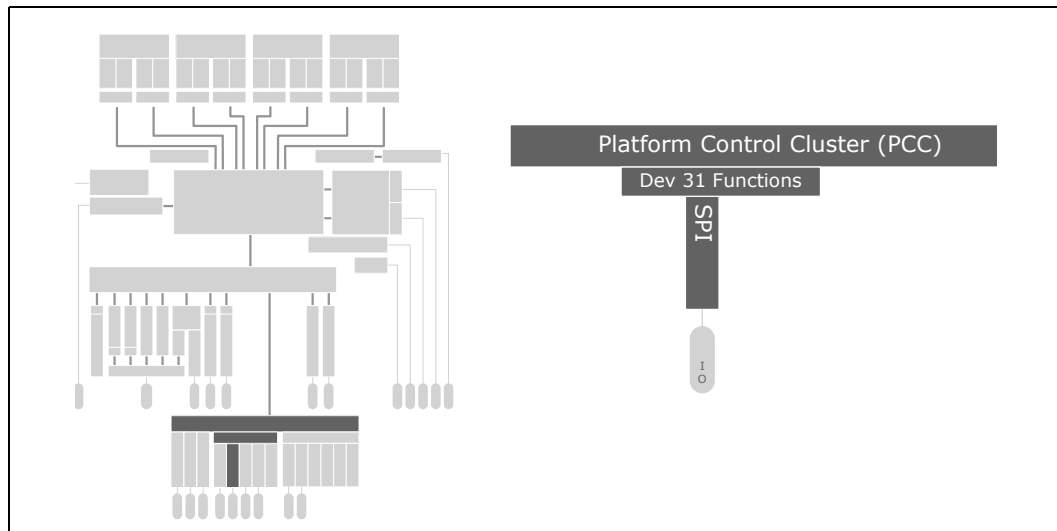 Platform Control Cluster (PCC)
Dev 31 Functions
SPI
I
O